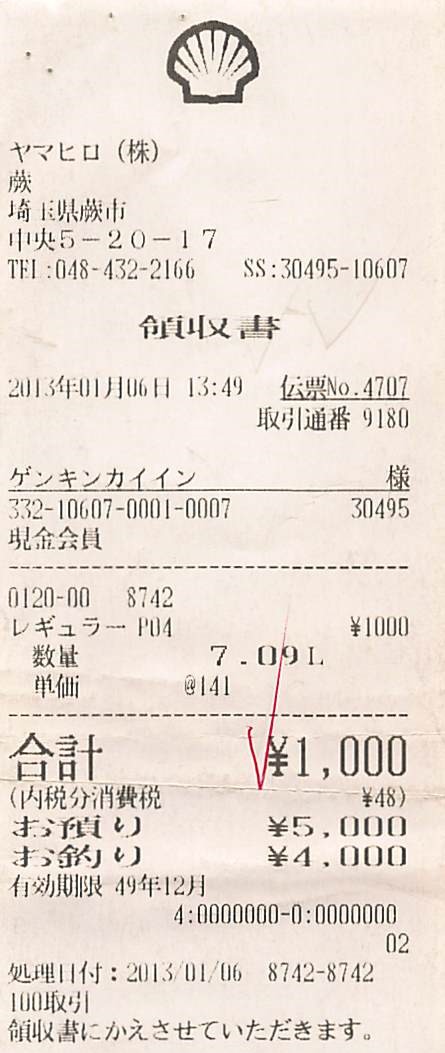 ヤマヒロ（株）
蕨
埼玉県蕨市
中央5－20－17
TEL:048-432-2166 SS:30495-10607
領収書
2013年01月06日 13:49 伝票No.4707
取引通番 9180
ゲンキンカイイン 様
332-10607-0001-0007 30495
現金会員
0120-00 8742
レギュラー P04 ¥1000
数量 7.09L
単価 @141
合計 ¥1,000
(内税分消費税 ¥48)
お預り ¥5,000
お釣り ¥4,000
有効期限 49年12月
4:0000000-0:0000000
02
処理日付：2013/01/06 8742-8742
100取引
領収書にかえさせていただきます。